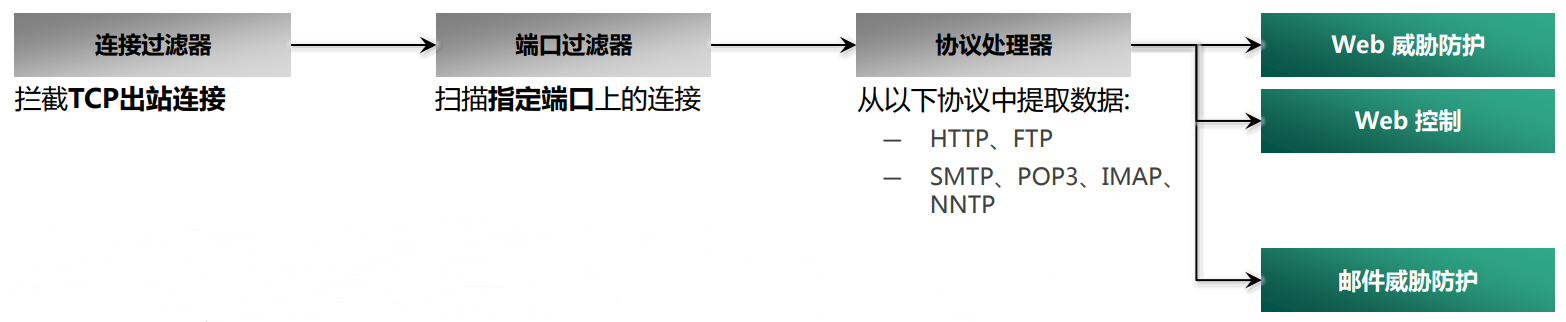 连接过滤器
端口过滤器
协议处理器
Web 威胁防护
拦截TCP出站连接
扫描指定端口上的连接
从以下协议中提取数据:
— HTTP、FTP
— SMTP、POP3、IMAP、
NNTP
Web 控制
邮件威胁防护